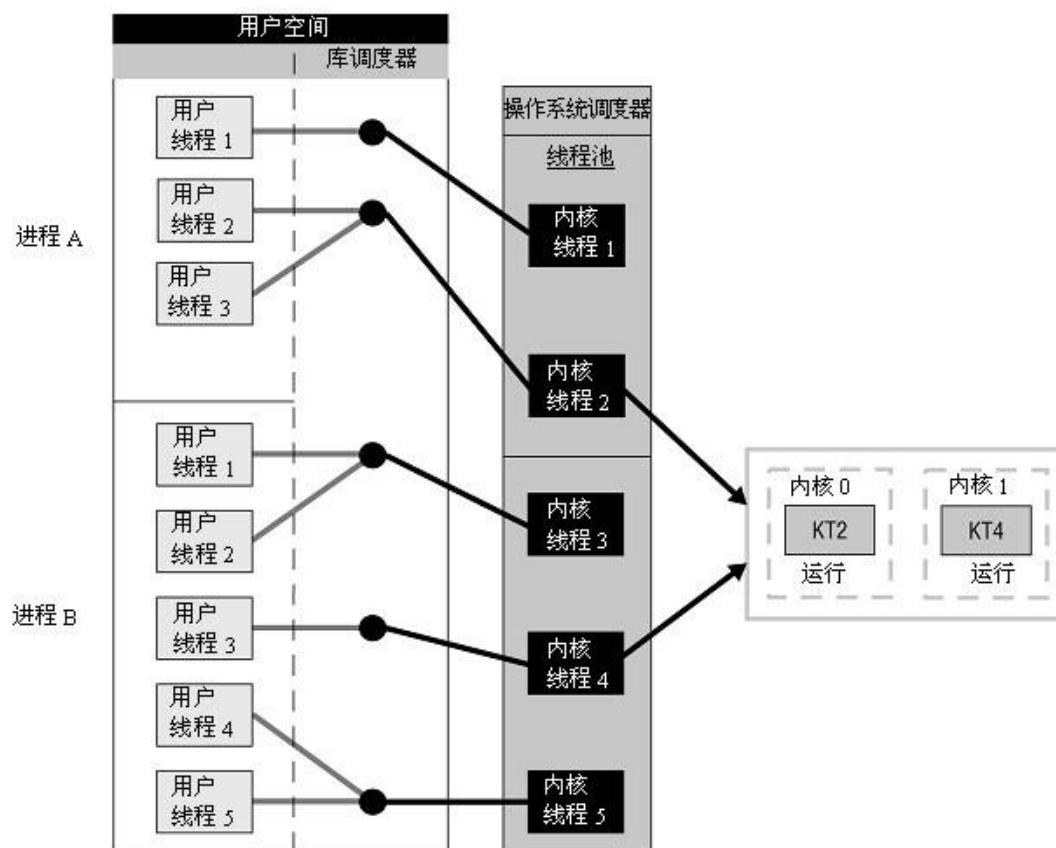 用户空间
库调度器
进程 A
用户
线程 1
用户
线程 2
用户
线程 3
进程 B
用户
线程 1
用户
线程 2
用户
线程 3
用户
线程 4
用户
线程 5
操作系统调度器
线程池
内核
线程 1
内核
线程 2
内核
线程 3
内核
线程 4
内核
线程 5
内核 0
KT2
运行
内核 1
KT4
运行